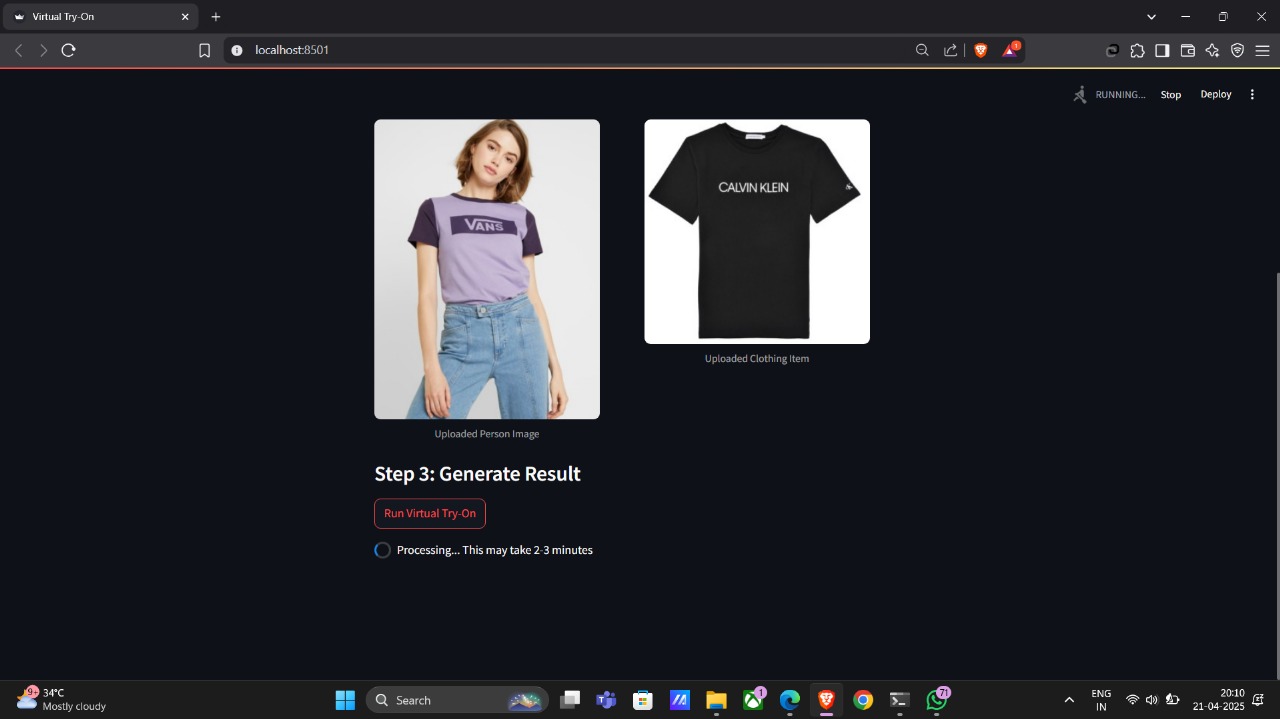 Virtual Try-On
localhost:8501
1
RUNNING...
Stop
Deploy
VANS
CALVIN KLEIN
Uploaded Clothing Item
Uploaded Person Image
Step 3: Generate Result
Run Virtual Try-On
Processing... This may take 2-3 minutes
9+
34°C
Mostly cloudy
Search
1
71
ENG
IN
20:10
21-04-2025